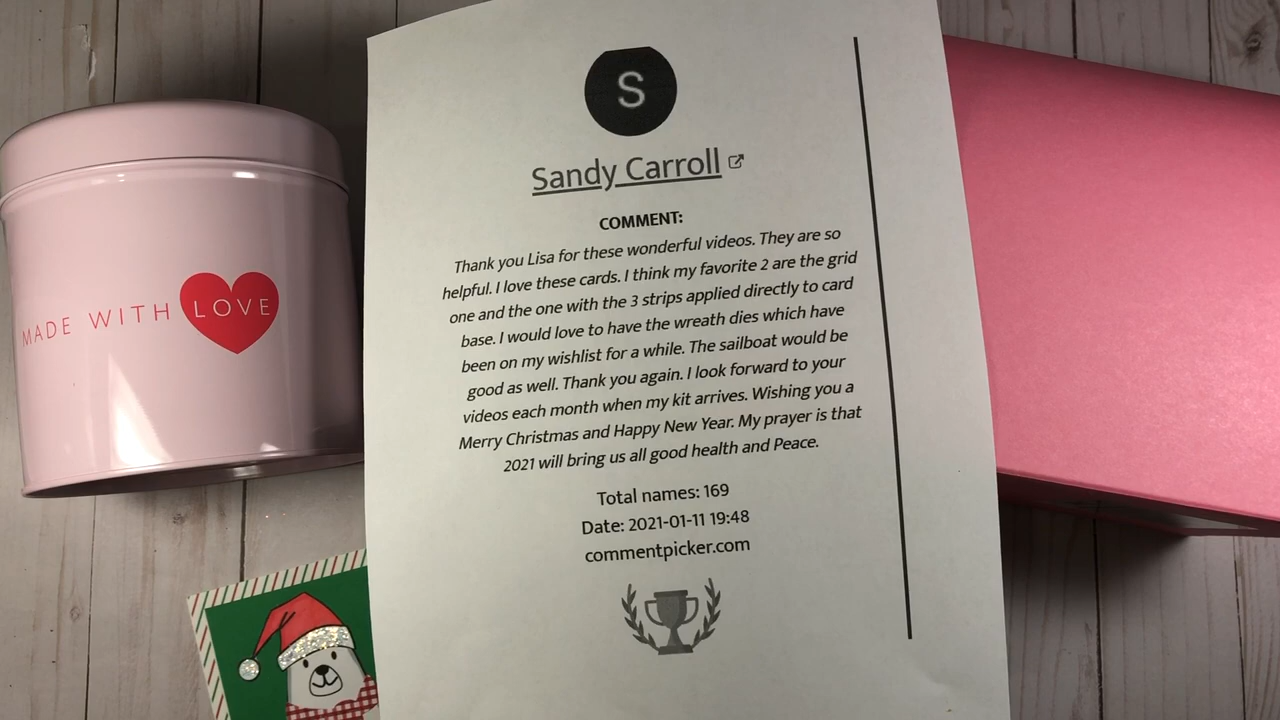 MADE WITH LOVE
S
Sandy Carroll
COMMENT:
Thank you Lisa for these wonderful videos. They are so
helpful. I love these cards. I think my favorite 2 are the grid
one and the one with the 3 strips applied directly to card
base. I would love to have the wreath dies which have
been on my wishlist for a while. The sailboat would be
good as well. Thank you again. I look forward to your
videos each month when my kit arrives. Wishing you a
Merry Christmas and Happy New Year. My prayer is that
2021 will bring us all good health and Peace.
Total names: 169
Date: 2021-01-11 19:48
commentpicker.com